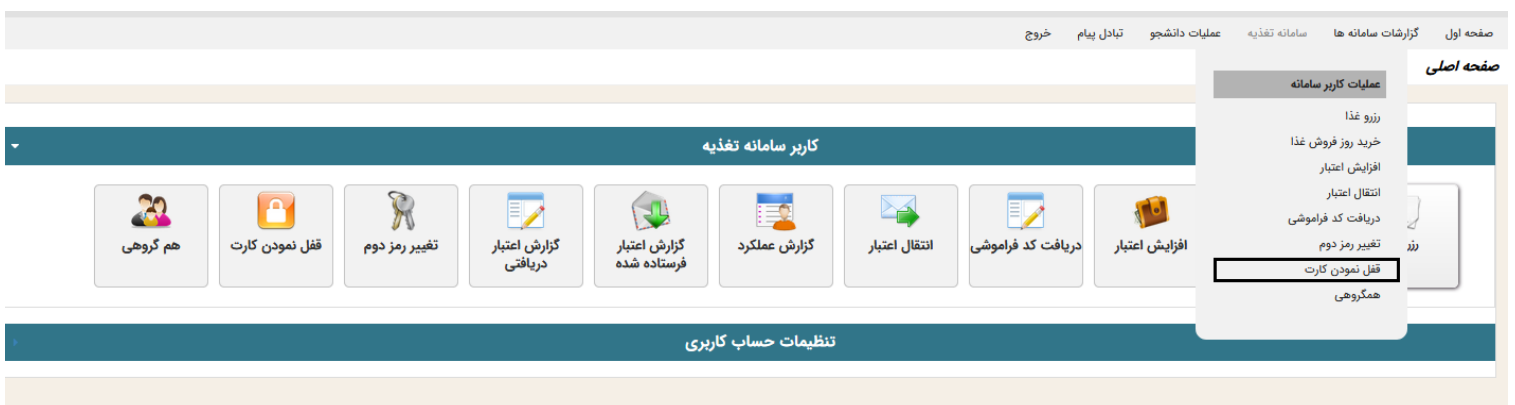 صفحه اول
گزارشات سامانه ها
سامانه تغذیه
عملیات دانشجو
تبادل پیام
خروج
صفحه اصلی
عملیات کاربر سامانه
رزرو غذا
خرید روز فروش غذا
افزایش اعتبار
انتقال اعتبار
دریافت کد فراموشی
تغییر رمز دوم
قفل نمودن کارت
همگروهی
کاربر سامانه تغذیه
افزایش اعتبار
دریافت کد فراموشی
انتقال اعتبار
گزارش عملکرد
گزارش اعتبار
فرستاده شده
گزارش اعتبار
دریافتی
تغییر رمز دوم
قفل نمودن کارت
هم گروهی
تنظیمات حساب کاربری